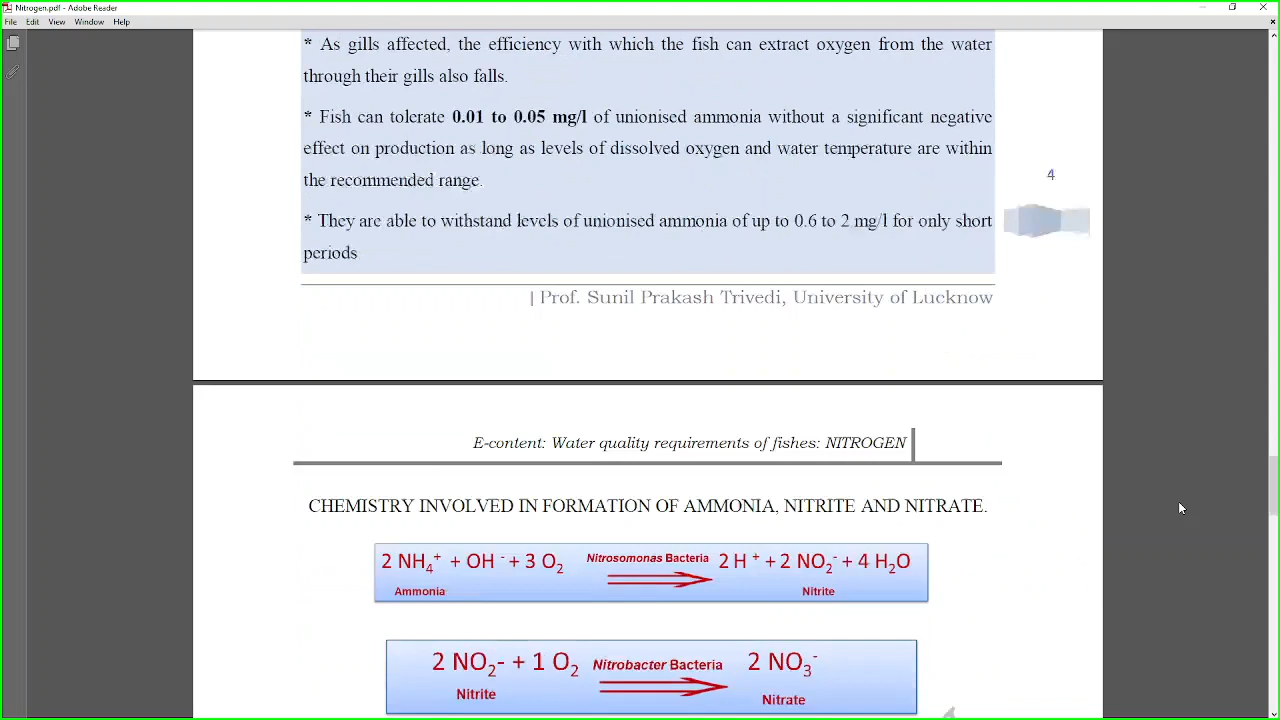 Nitrogen.pdf - Adobe Reader
File Edit View Window Help
* As gills affected, the efficiency with which the fish can extract oxygen from the water
through their gills also falls.
* Fish can tolerate 0.01 to 0.05 mg/l of unionised ammonia without a significant negative
effect on production as long as levels of dissolved oxygen and water temperature are within
the recommended range.
4
* They are able to withstand levels of unionised ammonia of up to 0.6 to 2 mg/l for only short
periods
| Prof. Sunil Prakash Trivedi, University of Lucknow
E-content: Water quality requirements of fishes: NITROGEN
CHEMISTRY INVOLVED IN FORMATION OF AMMONIA, NITRITE AND NITRATE.
2 NH₄⁺ + OH⁻ + 3 O₂ Nitrosomonas Bacteria 2 H⁺ + 2 NO₂⁻ + 4 H₂O
Ammonia Nitrite
2 NO₂- + 1 O₂ Nitrobacter Bacteria 2 NO₃⁻
Nitrite Nitrate